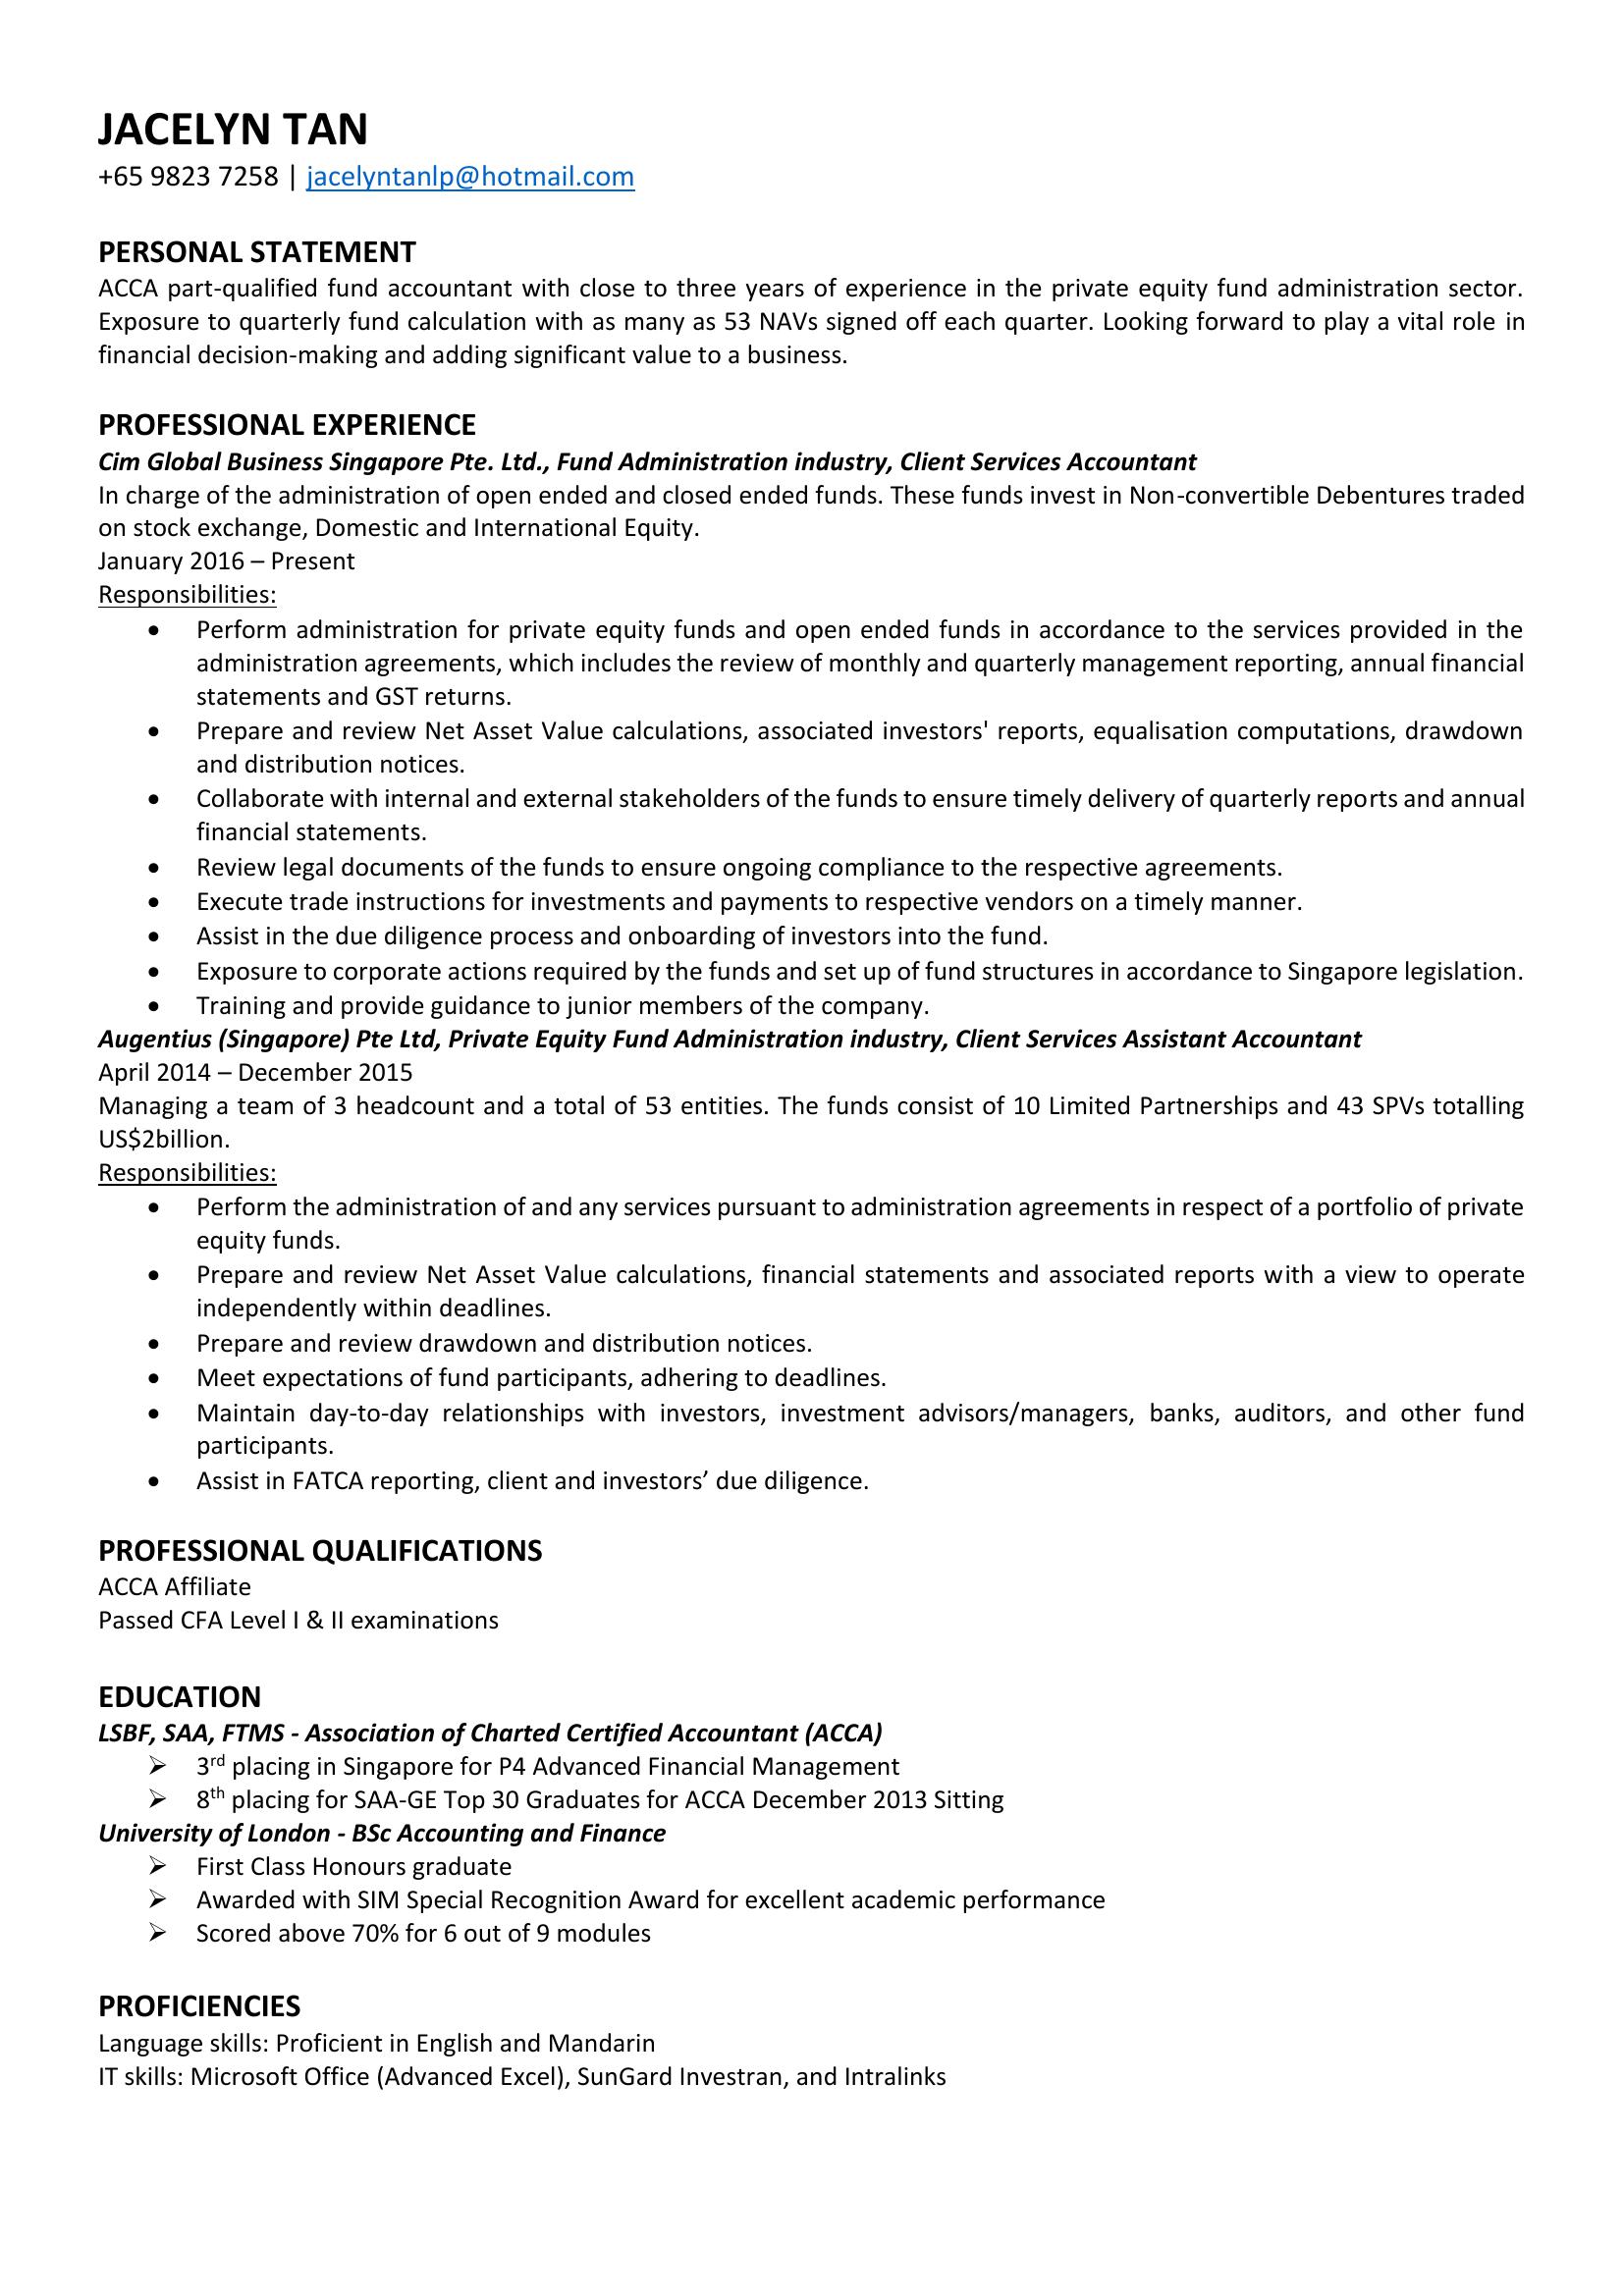 JACELYN TAN
+65 9823 7258 | jacelyntanlp@hotmail.com
PERSONAL STATEMENT
ACCA part-qualified fund accountant with close to three years of experience in the private equity fund administration sector.
Exposure to quarterly fund calculation with as many as 53 NAVs signed off each quarter. Looking forward to play a vital role in
financial decision-making and adding significant value to a business.
PROFESSIONAL EXPERIENCE
Cim Global Business Singapore Pte. Ltd., Fund Administration industry, Client Services Accountant
In charge of the administration of open ended and closed ended funds. These funds invest in Non-convertible Debentures traded
on stock exchange, Domestic and International Equity.
January 2016 – Present
Responsibilities:
• Perform administration for private equity funds and open ended funds in accordance to the services provided in the
administration agreements, which includes the review of monthly and quarterly management reporting, annual financial
statements and GST returns.
• Prepare and review Net Asset Value calculations, associated investors' reports, equalisation computations, drawdown
and distribution notices.
• Collaborate with internal and external stakeholders of the funds to ensure timely delivery of quarterly reports and annual
financial statements.
• Review legal documents of the funds to ensure ongoing compliance to the respective agreements.
• Execute trade instructions for investments and payments to respective vendors on a timely manner.
• Assist in the due diligence process and onboarding of investors into the fund.
• Exposure to corporate actions required by the funds and set up of fund structures in accordance to Singapore legislation.
• Training and provide guidance to junior members of the company.
Augentius (Singapore) Pte Ltd, Private Equity Fund Administration industry, Client Services Assistant Accountant
April 2014 – December 2015
Managing a team of 3 headcount and a total of 53 entities. The funds consist of 10 Limited Partnerships and 43 SPVs totalling
US$2billion.
Responsibilities:
• Perform the administration of and any services pursuant to administration agreements in respect of a portfolio of private
equity funds.
• Prepare and review Net Asset Value calculations, financial statements and associated reports with a view to operate
independently within deadlines.
• Prepare and review drawdown and distribution notices.
• Meet expectations of fund participants, adhering to deadlines.
• Maintain day-to-day relationships with investors, investment advisors/managers, banks, auditors, and other fund
participants.
• Assist in FATCA reporting, client and investors’ due diligence.
PROFESSIONAL QUALIFICATIONS
ACCA Affiliate
Passed CFA Level I & II examinations
EDUCATION
LSBF, SAA, FTMS - Association of Charted Certified Accountant (ACCA)
➢ 3rd placing in Singapore for P4 Advanced Financial Management
➢ 8th placing for SAA-GE Top 30 Graduates for ACCA December 2013 Sitting
University of London - BSc Accounting and Finance
➢ First Class Honours graduate
➢ Awarded with SIM Special Recognition Award for excellent academic performance
➢ Scored above 70% for 6 out of 9 modules
PROFICIENCIES
Language skills: Proficient in English and Mandarin
IT skills: Microsoft Office (Advanced Excel), SunGard Investran, and Intralinks